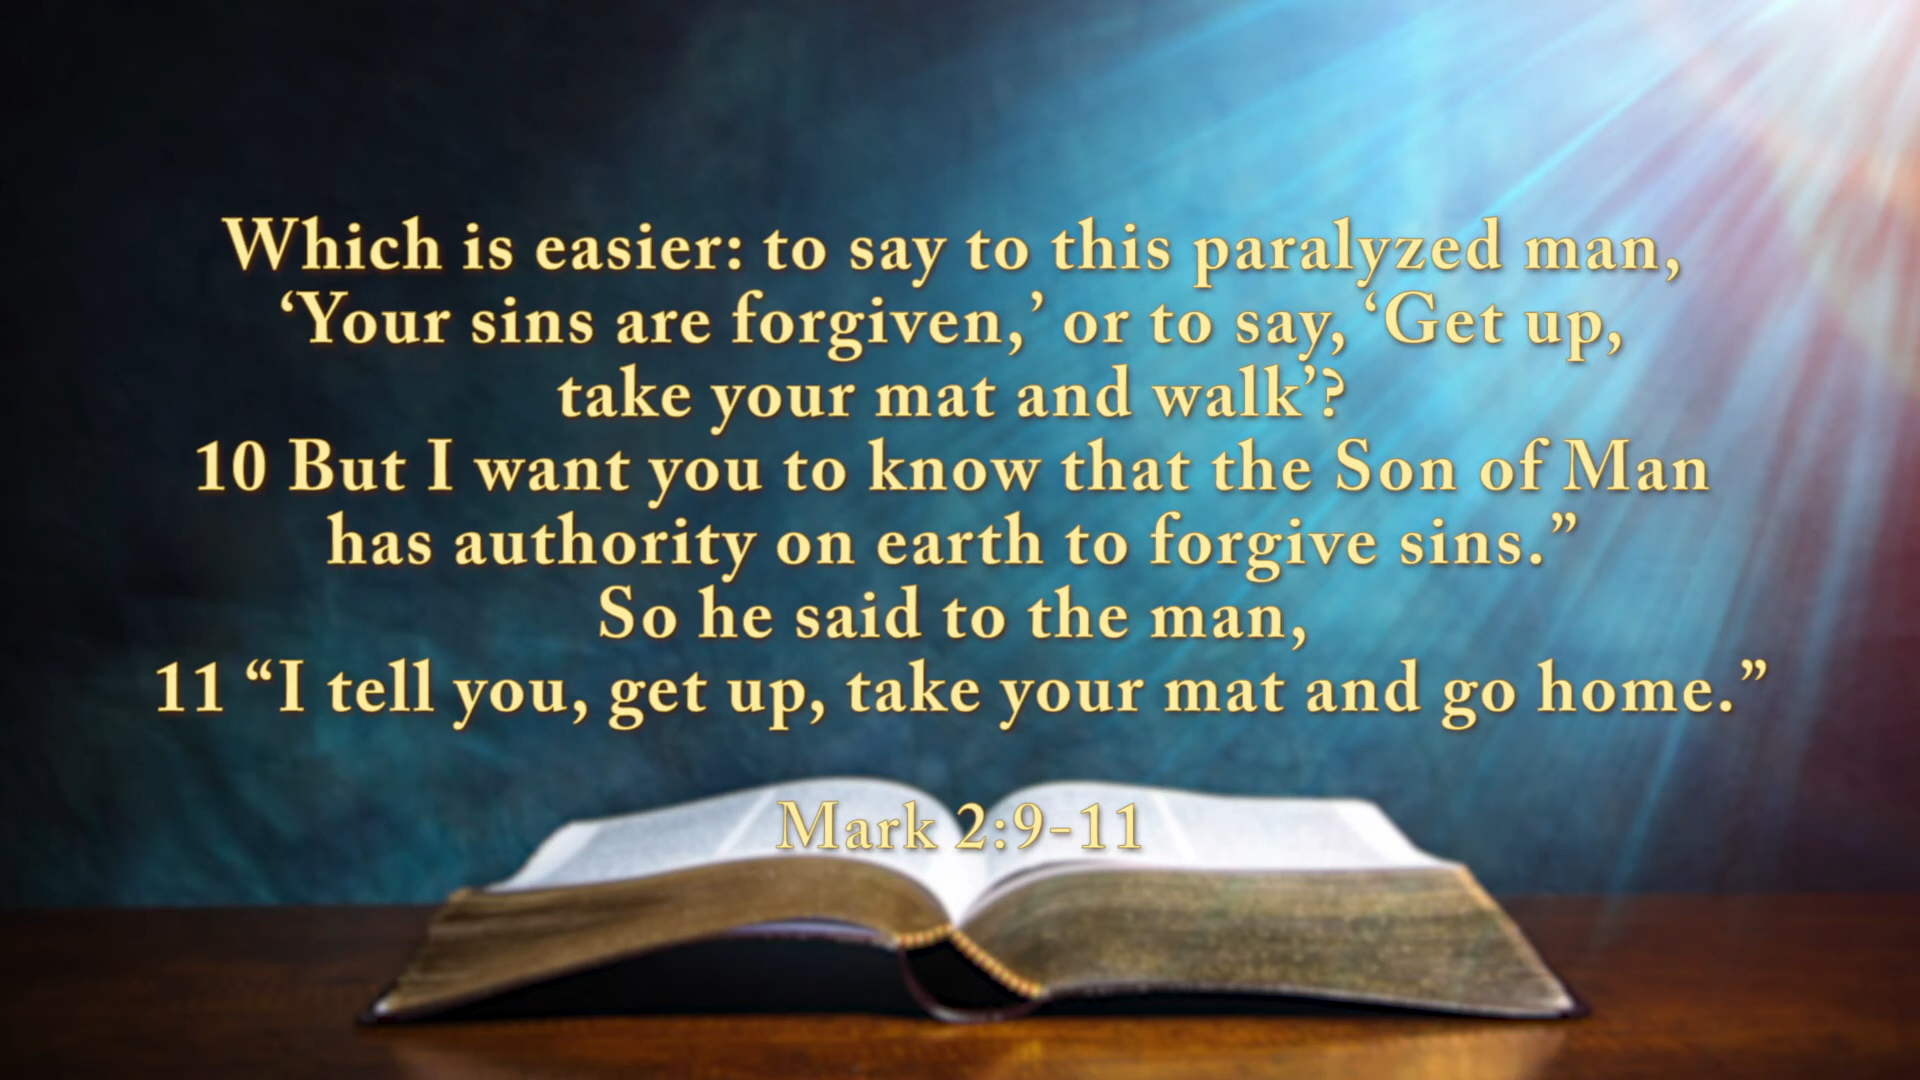 Which is easier: to say to this paralyzed man,
‘Your sins are forgiven,’ or to say, ‘Get up,
take your mat and walk’?
10 But I want you to know that the Son of Man
has authority on earth to forgive sins.”
So he said to the man,
11 “I tell you, get up, take your mat and go home.”
Mark 2:9-11